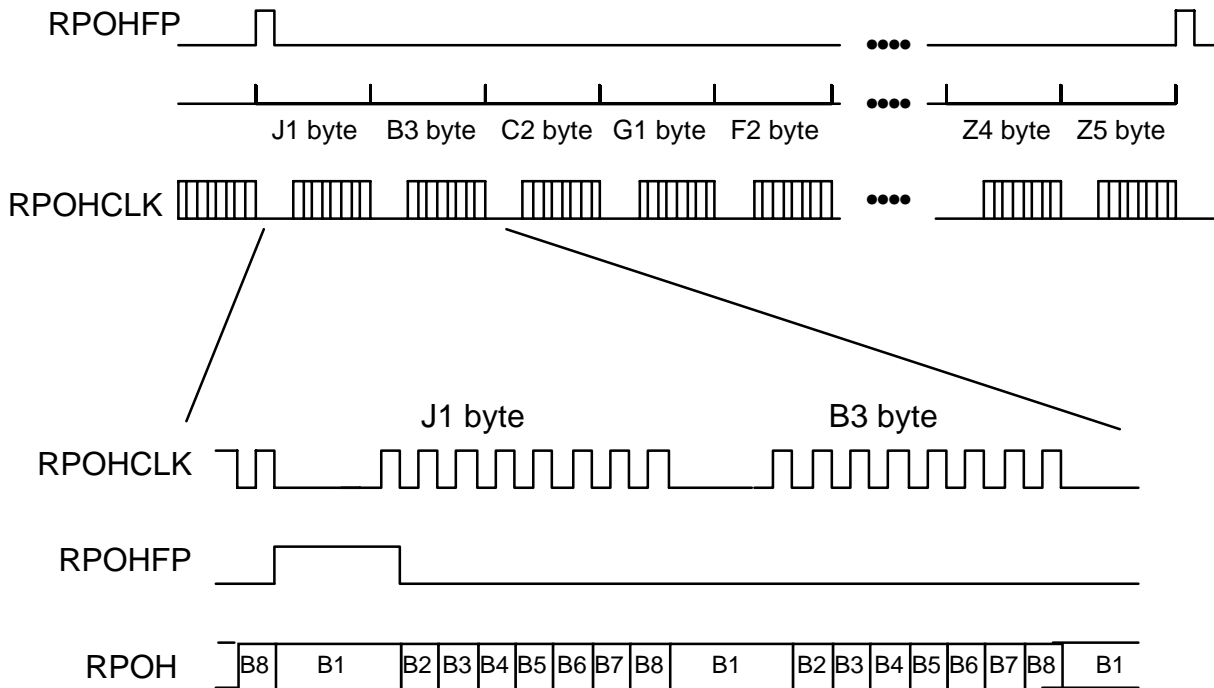 RPOHFP
J1 byte B3 byte C2 byte G1 byte F2 byte Z4 byte Z5 byte
RPOHCLK
J1 byte B3 byte
RPOHCLK
RPOHFP
RPOH B8 B1 B2 B3 B4 B5 B6 B7 B8 B1 B2 B3 B4 B5 B6 B7 B8 B1